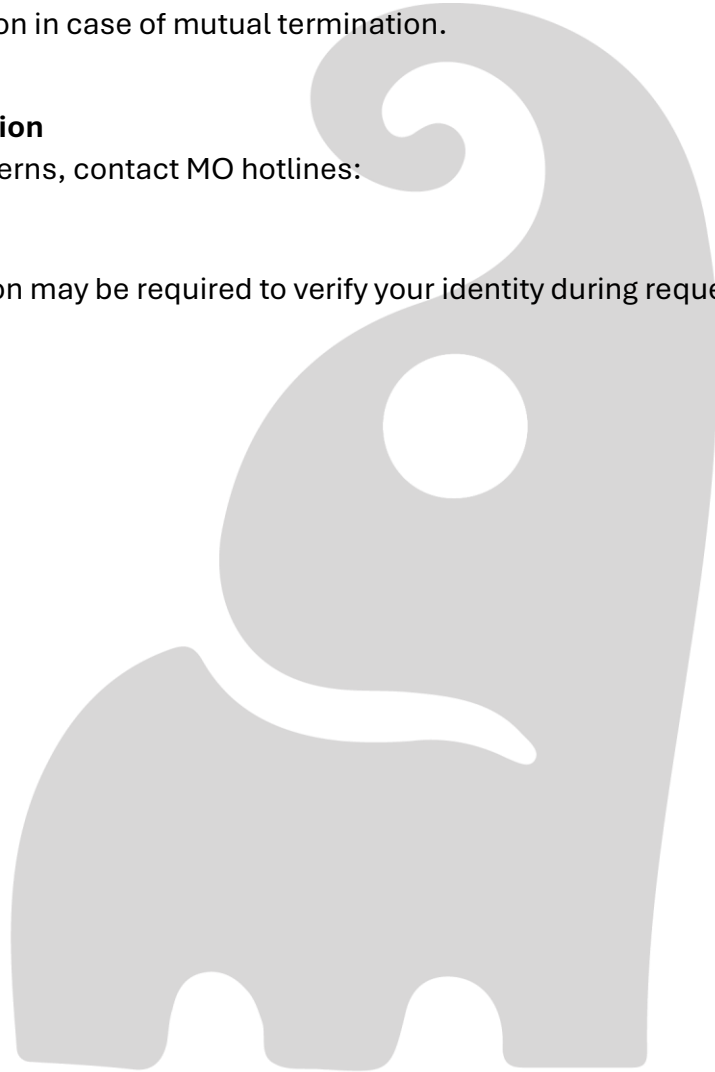 on in case of mutual termination.
ion
erns, contact MO hotlines:
on may be required to verify your identity during reque